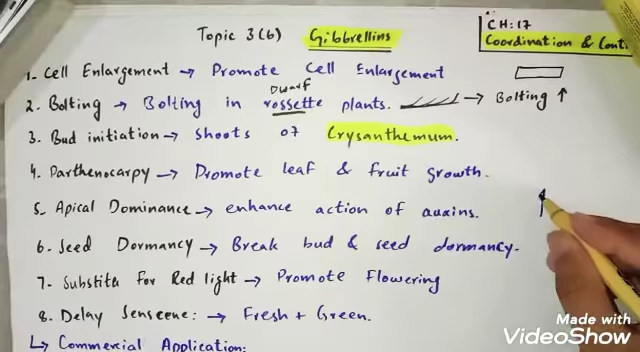 CH:17
Topic 3(b) Gibbrellins
Coordination & Cont
1- Cell Enlargement → Promote Cell Enlargement
Dwarf
2. Bolting → Bolting in rossette plants. → Bolting ↑
3. Bud initiation → shoots of Crysanthemum.
4. Parthenocarpy → Promote leaf & fruit growth.
5. Apical Dominance → enhance action of auxins.
6. Seed Dormancy → Break bud & seed dormancy.
7. Substitu for Red light → Promote Flowering
8. Delay Senscene: → Fresh + Green.
↳ Commercial Application:
Made with
VideoShow